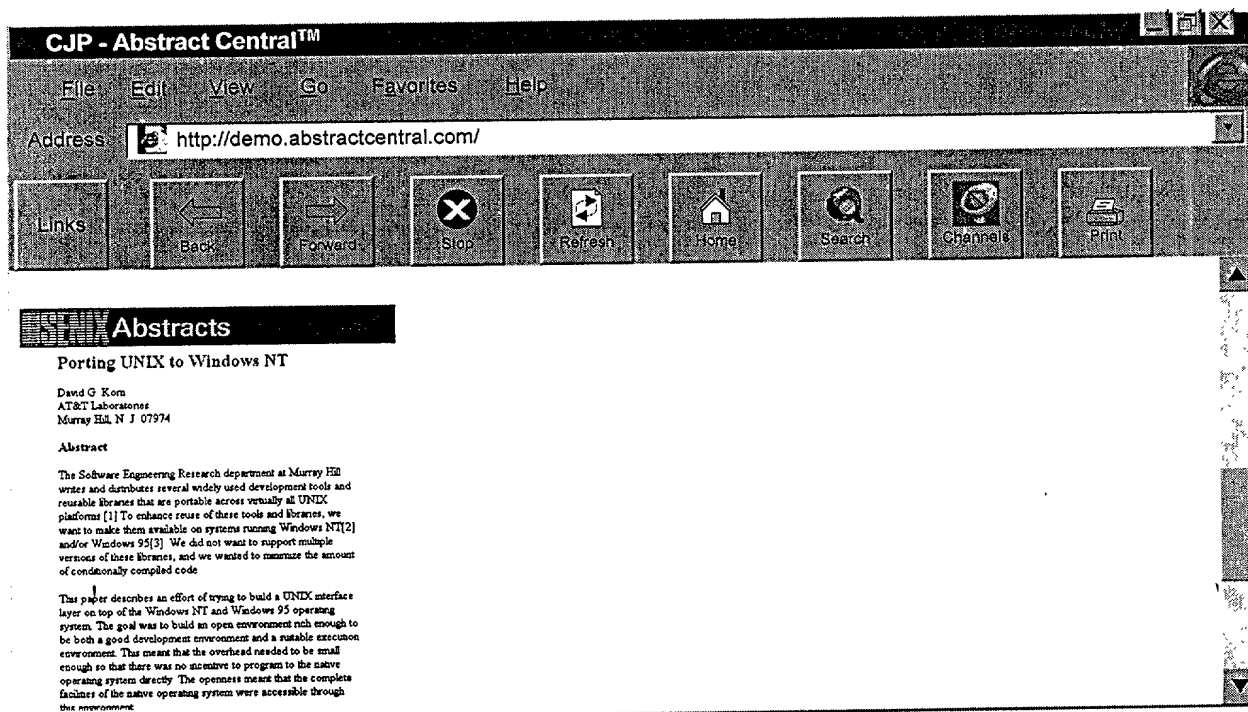 CJP - Abstract Central™
File Edit View Go Favorites Help
Address http://demo.abstractcentral.com/
Links Back Forward Stop Refresh Home Search Channels Print
USENIX Abstracts
Porting UNIX to Windows NT
David G Korn
AT&T Laboratories
Murray Hill, N J 07974
Abstract
The Software Engineering Research department at Murray Hill
writes and distributes several widely used development tools and
reusable libraries that are portable across virtually all UNIX
platforms [1] To enhance reuse of these tools and libraries, we
want to make them available on systems running Windows NT[2]
and/or Windows 95[3] We did not want to support multiple
versions of these libraries, and we wanted to minimize the amount
of conditionally compiled code
This paper describes an effort of trying to build a UNIX interface
layer on top of the Windows NT and Windows 95 operating
system. The goal was to build an open environment rich enough to
be both a good development environment and a suitable execution
environment. This meant that the overhead needed to be small
enough so that there was no incentive to program to the native
operating system directly The openness meant that the complete
facilities of the native operating system were accessible through
this environment